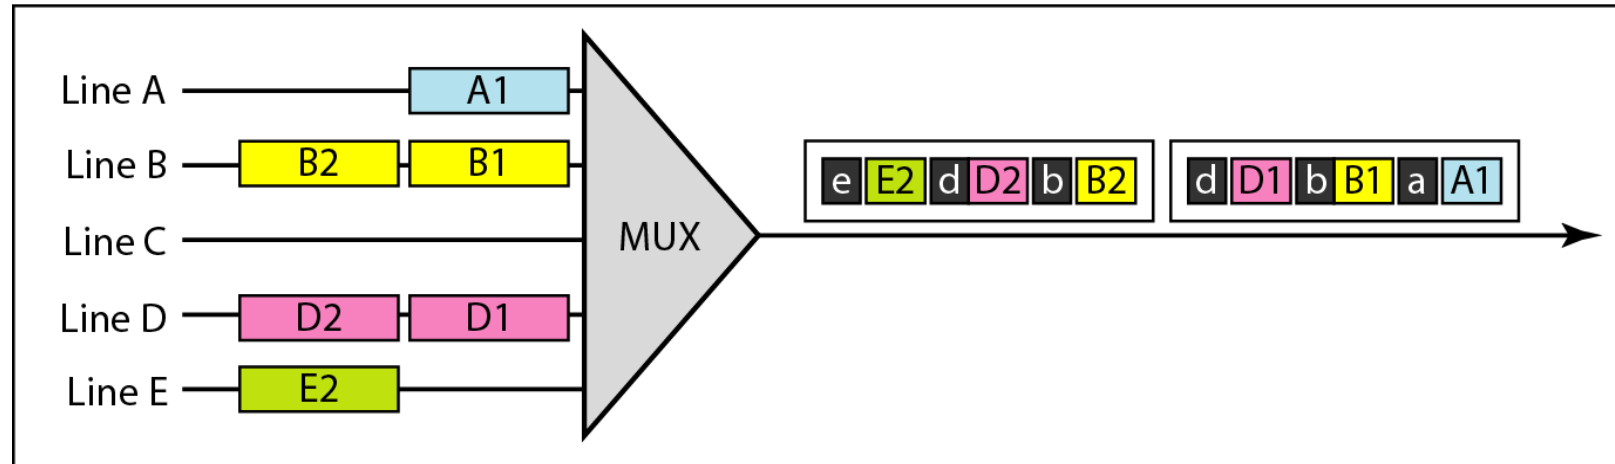 Line A A1
Line B B2 B1
Line C
Line D D2 D1
Line E E2
MUX
e E2 d D2 b B2 d D1 b B1 a A1